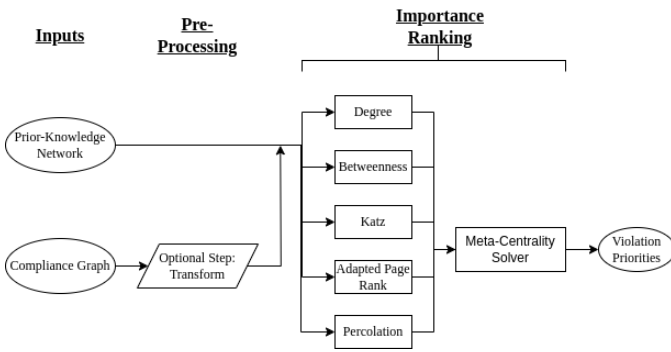 Inputs
Pre-
Processing
Importance
Ranking
Prior-Knowledge
Network
Compliance Graph
Optional Step:
Transform
Degree
Betweenness
Katz
Adapted Page
Rank
Percolation
Meta-Centrality
Solver
Violation
Priorities